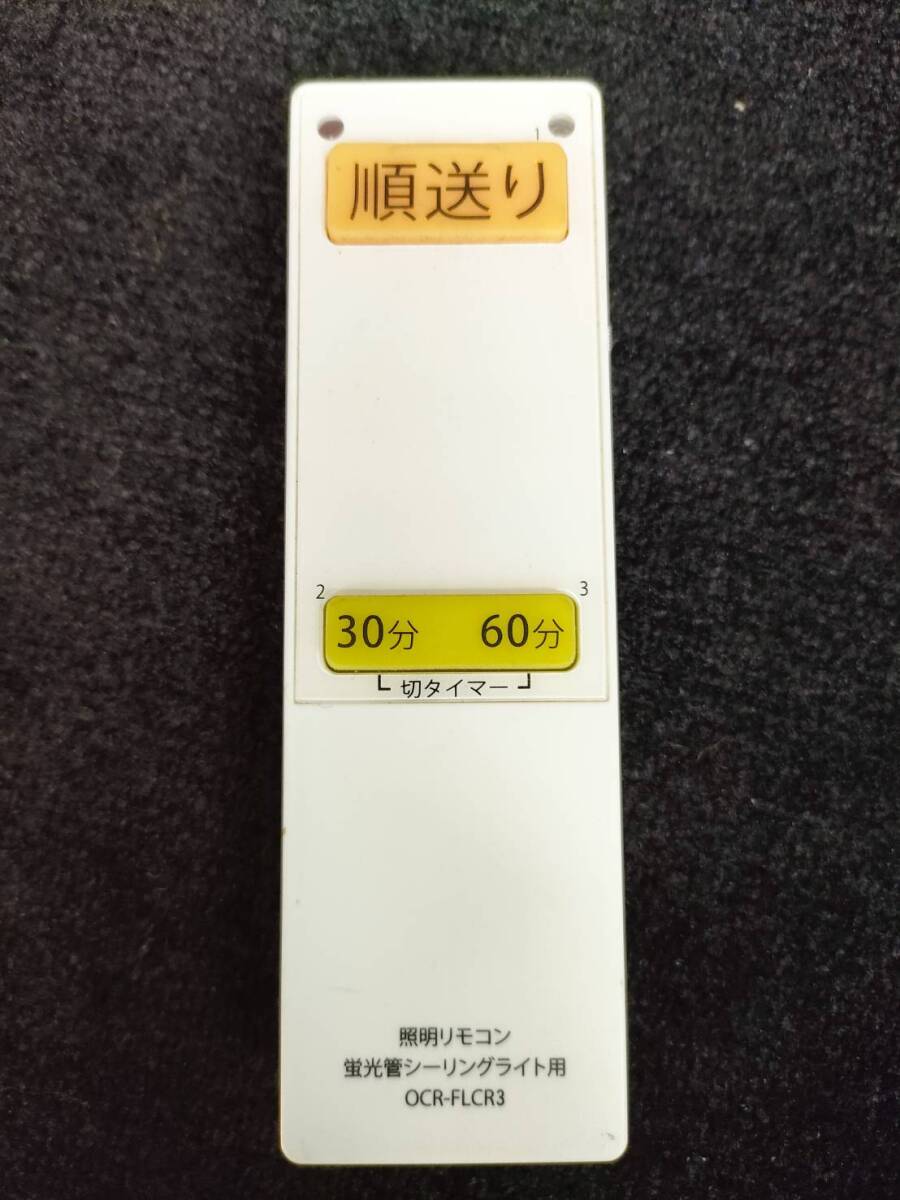 1
順送り
2 3
30分 60分
切タイマー
照明リモコン
蛍光管シーリングライト用
OCR-FLCR3